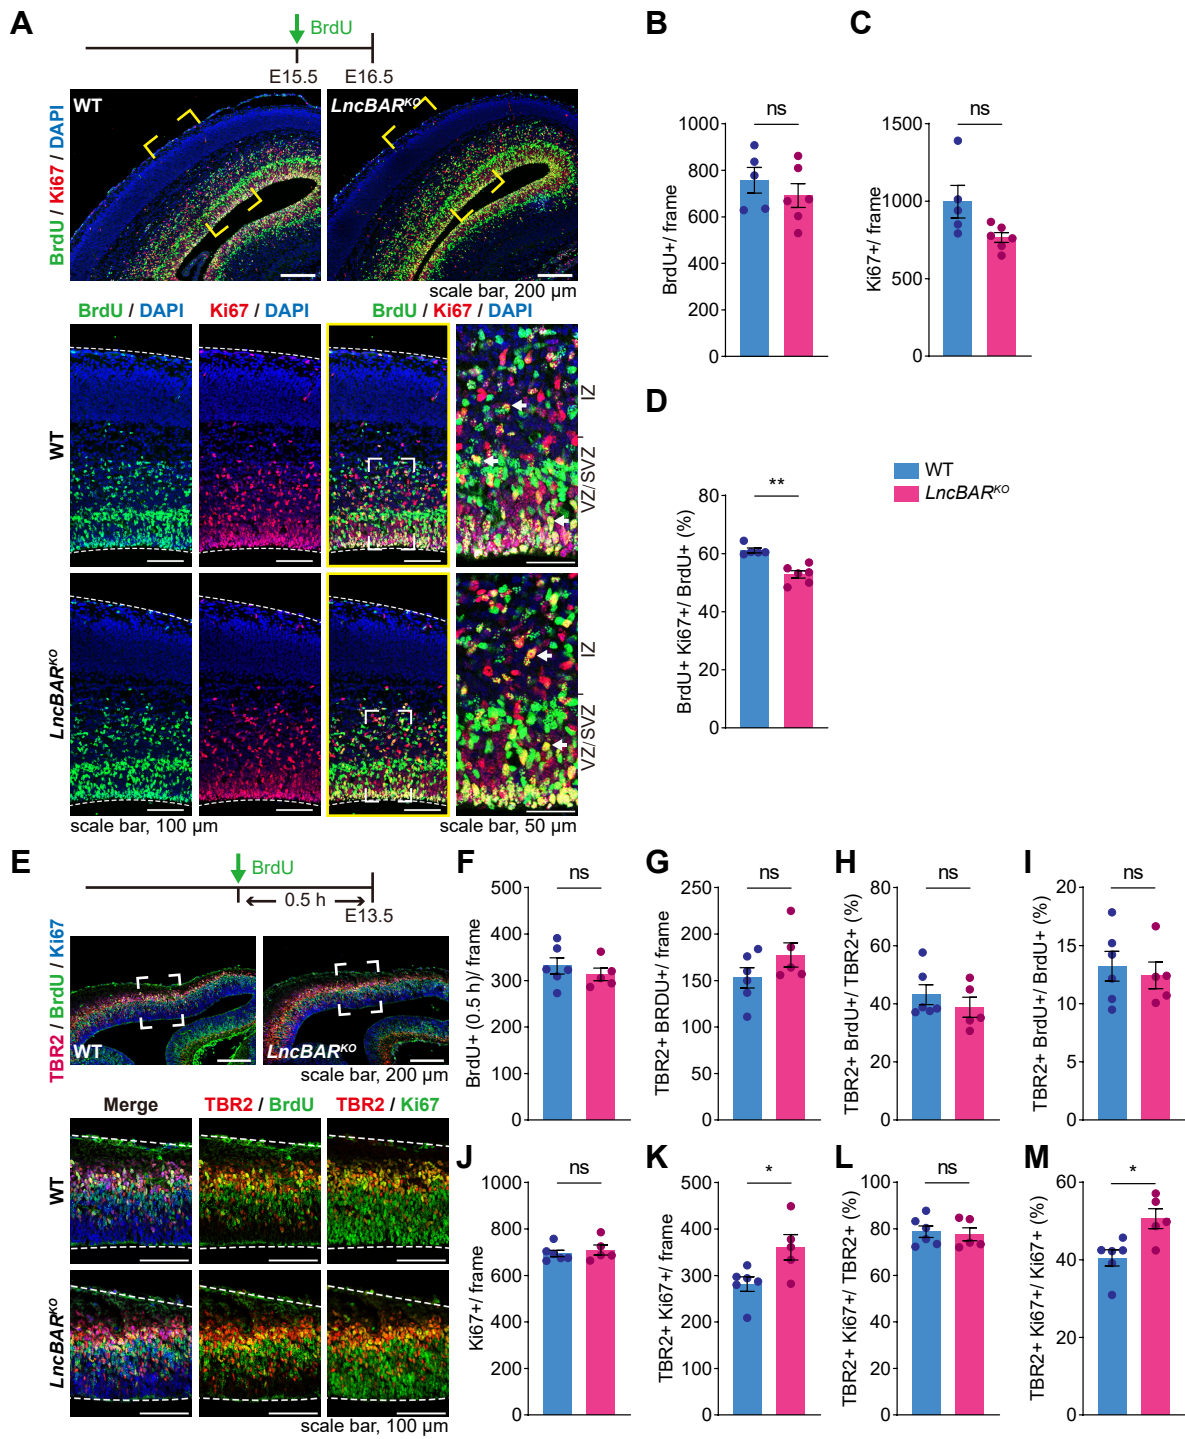 A
BrdU
E15.5
E16.5
BrdU / Ki67 / DAPI
WT
LncBAR^KO
scale bar, 200 µm
BrdU / DAPI
Ki67 / DAPI
BrdU / Ki67 / DAPI
WT
IZ
VZ/SVZ
LncBAR^KO
IZ
VZ/SVZ
scale bar, 100 µm
scale bar, 50 µm
B
ns
BrdU+/ frame
1000
800
600
400
200
0
C
ns
Ki67+/ frame
1500
1000
500
0
D
**
BrdU+ Ki67+/ BrdU+ (%)
80
60
40
20
0
WT
LncBAR^KO
E
BrdU
0.5 h
E13.5
TBR2 / BrdU / Ki67
WT
LncBAR^KO
scale bar, 200 µm
Merge
TBR2 / BrdU
TBR2 / Ki67
WT
LncBAR^KO
scale bar, 100 µm
F
ns
BrdU+ (0.5 h)/ frame
500
400
300
200
100
0
G
ns
TBR2+ BRDU+/ frame
250
200
150
100
50
0
H
ns
TBR2+ BrdU+/ TBR2+ (%)
80
60
40
20
0
I
ns
TBR2+ BrdU+/ BrdU+ (%)
20
15
10
5
0
J
ns
Ki67+/ frame
1000
800
600
400
200
0
K
*
TBR2+ Ki67+/ frame
500
400
300
200
100
0
L
ns
TBR2+ Ki67+/ TBR2+ (%)
100
80
60
40
20
0
M
*
TBR2+ Ki67+/ Ki67+ (%)
60
40
20
0